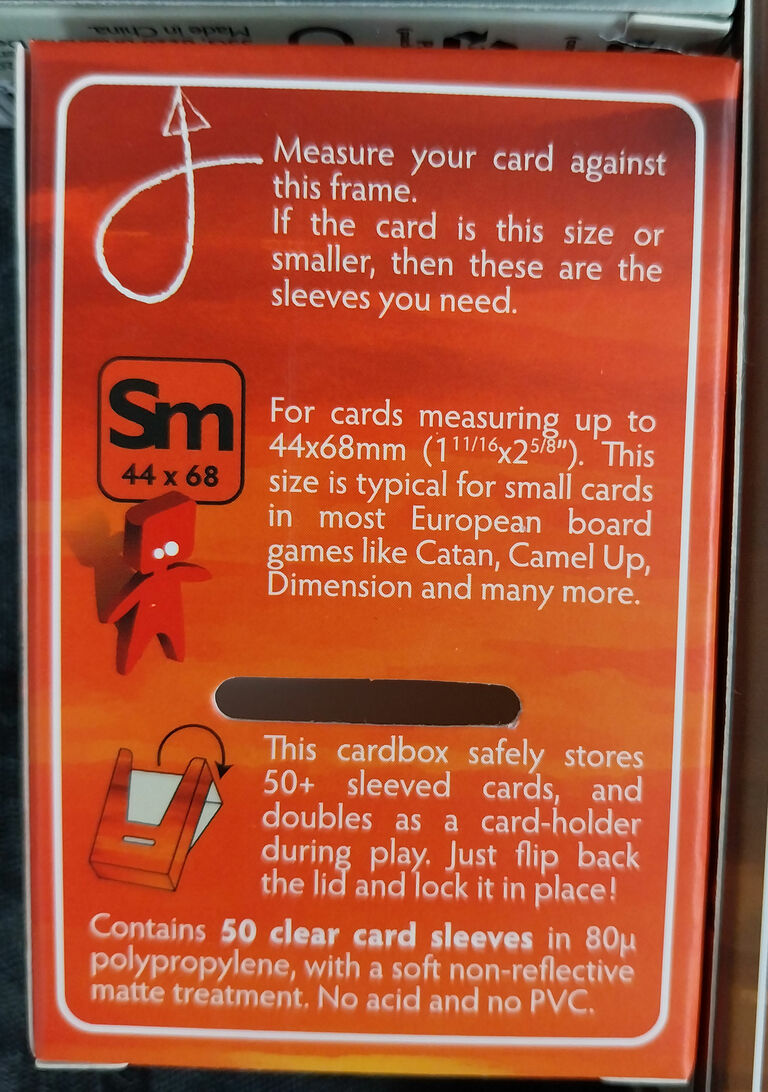 Made in China.
Measure your card against
this frame.
If the card is this size or
smaller, then these are the
sleeves you need.
Sm
44 x 68
For cards measuring up to
44x68mm (1 11/16x2 5/8"). This
size is typical for small cards
in most European board
games like Catan, Camel Up,
Dimension and many more.
This cardbox safely stores
50+ sleeved cards, and
doubles as a card-holder
during play. Just flip back
the lid and lock it in place!
Contains 50 clear card sleeves in 80µ
polypropylene, with a soft non-reflective
matte treatment. No acid and no PVC.